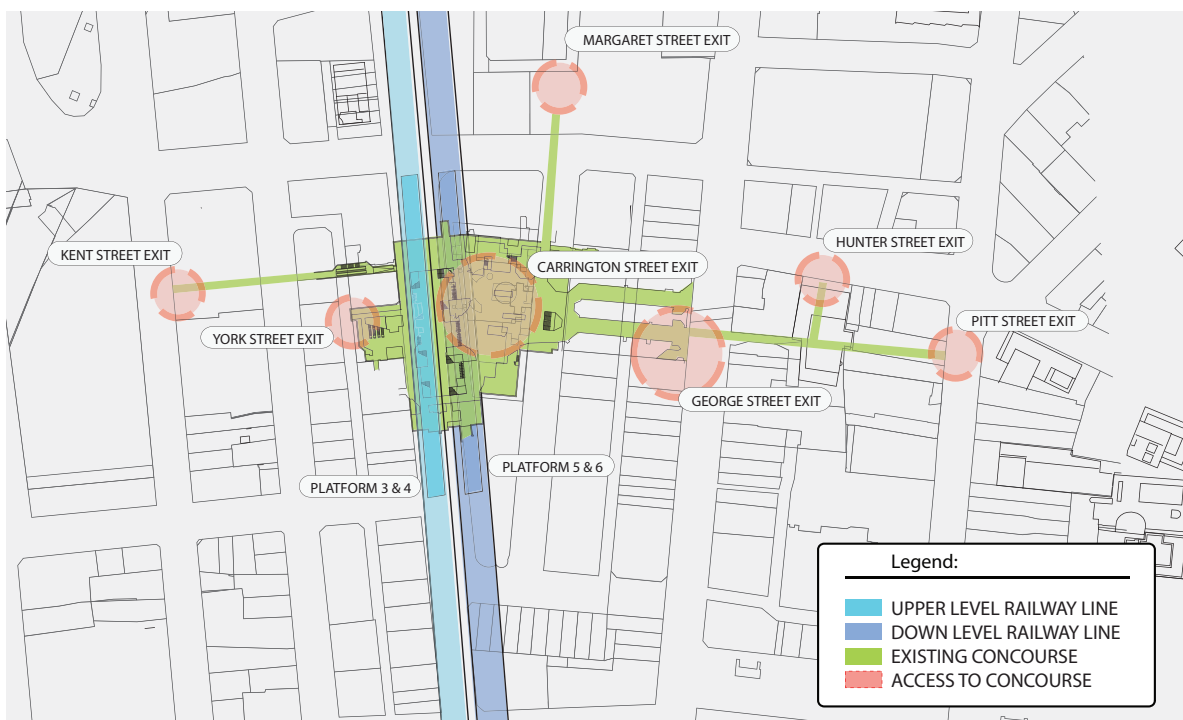 MARGARET STREET EXIT
KENT STREET EXIT
HUNTER STREET EXIT
CARRINGTON STREET EXIT
YORK STREET EXIT
PITT STREET EXIT
GEORGE STREET EXIT
PLATFORM 5 & 6
PLATFORM 3 & 4
Legend:
UPPER LEVEL RAILWAY LINE
DOWN LEVEL RAILWAY LINE
EXISTING CONCOURSE
ACCESS TO CONCOURSE